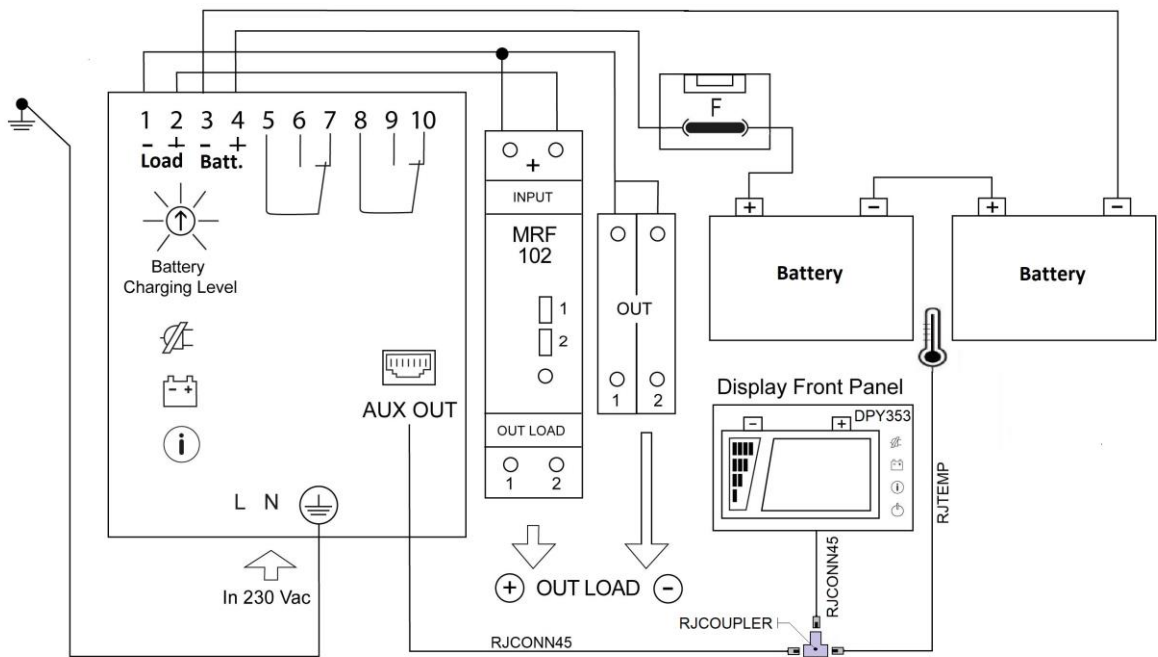 1 2 3 4 5 6 7 8 9 10
- + - +
Load Batt.
Battery
Charging Level
- +
i
AUX OUT
L N
In 230 Vac
+
INPUT
MRF
102
1
2
OUT LOAD
1 2
OUT
1 2
+ OUT LOAD -
F
+ -
Battery
+ -
Battery
Display Front Panel
DPY353
- +
i
RJTEMP
RJCONN45
RJCOUPLER
RJCONN45